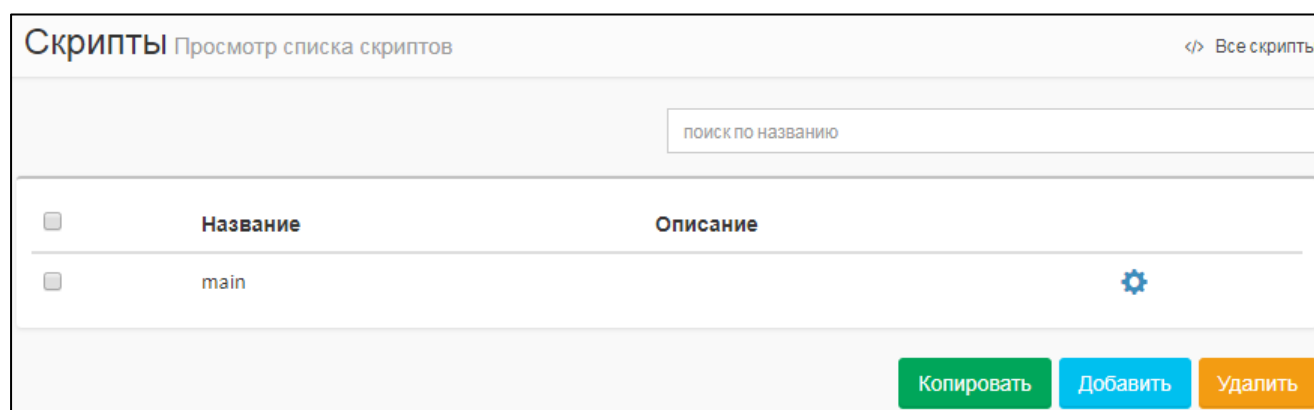 Скрипты Просмотр списка скриптов </> Все скрипты
поиск по названию
Название Описание
main
Копировать Добавить Удалить